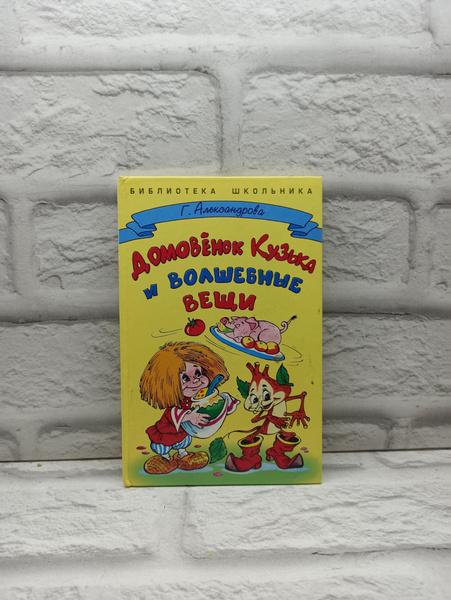 БИБЛИОТЕКА ШКОЛЬНИКА
Г. Александрова
ДОМОВЁНОК КУЗЬКА
И ВОЛШЕБНЫЕ
ВЕЩИ